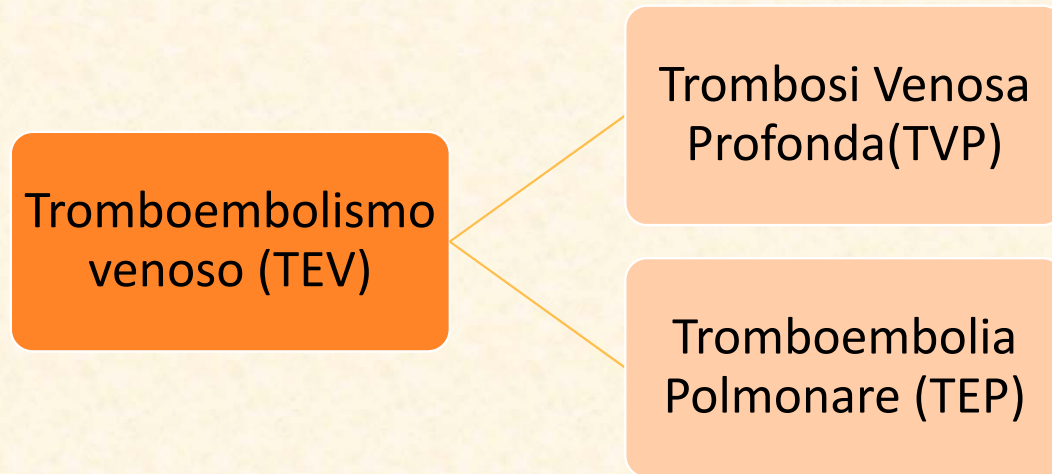 Tromboembolismo
venoso (TEV)
Trombosi Venosa
Profonda(TVP)
Tromboembolia
Polmonare (TEP)